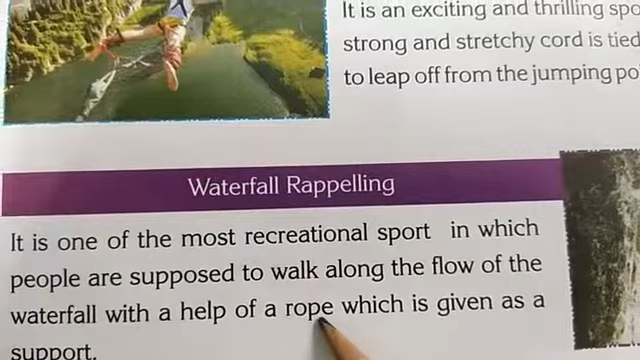 It is an exciting and thrilling
strong and stretchy cord is tied
to leap off from the jumping
Waterfall Rappelling
It is one of the most recreational sport in which
people are supposed to walk along the flow of the
waterfall with a help of a rope which is given as a
support.